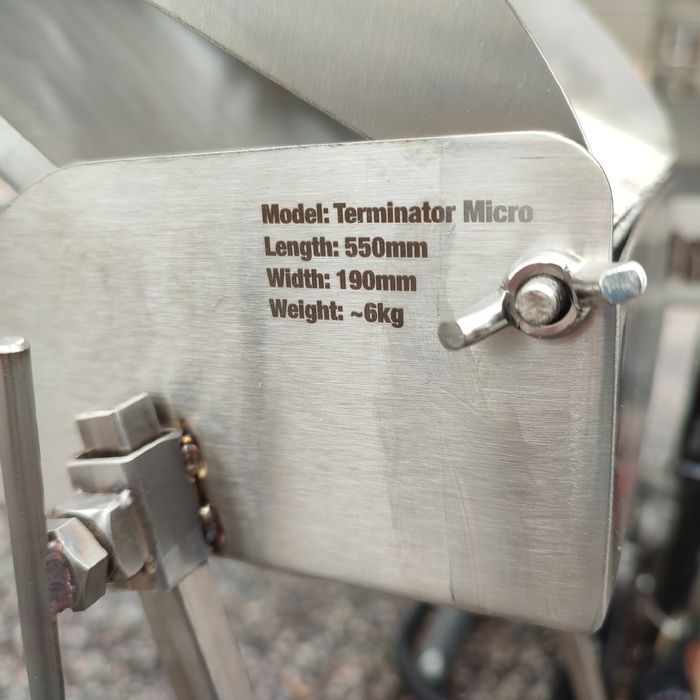 Model: Terminator Micro
Length: 550mm
Width: 190mm
Weight: ~6kg